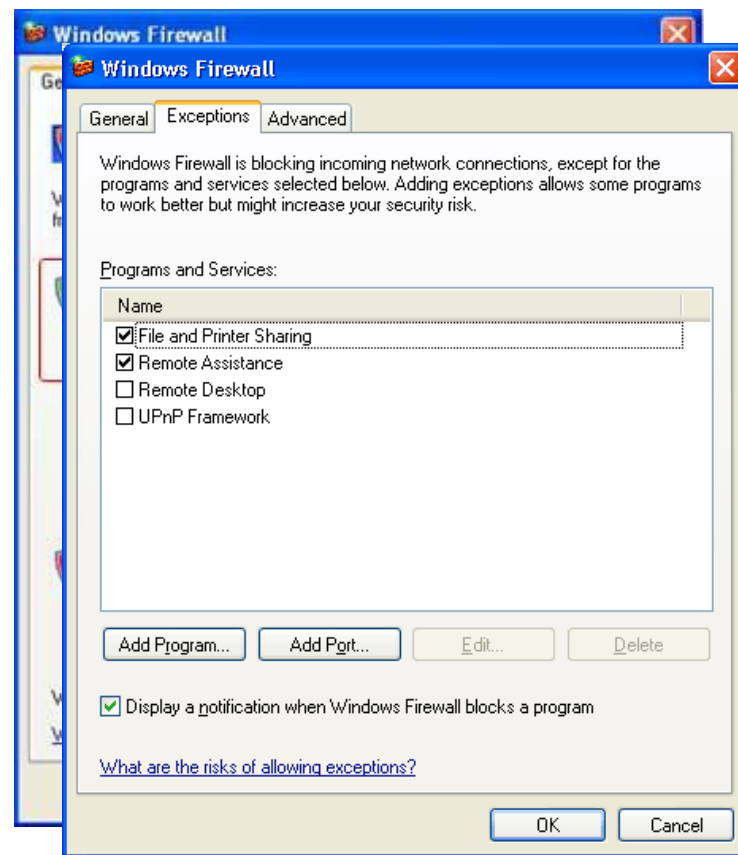 Windows Firewall
Ge
Windows Firewall
General Exceptions Advanced
Windows Firewall is blocking incoming network connections, except for the
programs and services selected below. Adding exceptions allows some programs
to work better but might increase your security risk.
Programs and Services:
Name
File and Printer Sharing
Remote Assistance
Remote Desktop
UPnP Framework
Add Program... Add Port... Edit... Delete
Display a notification when Windows Firewall blocks a program
What are the risks of allowing exceptions?
OK Cancel